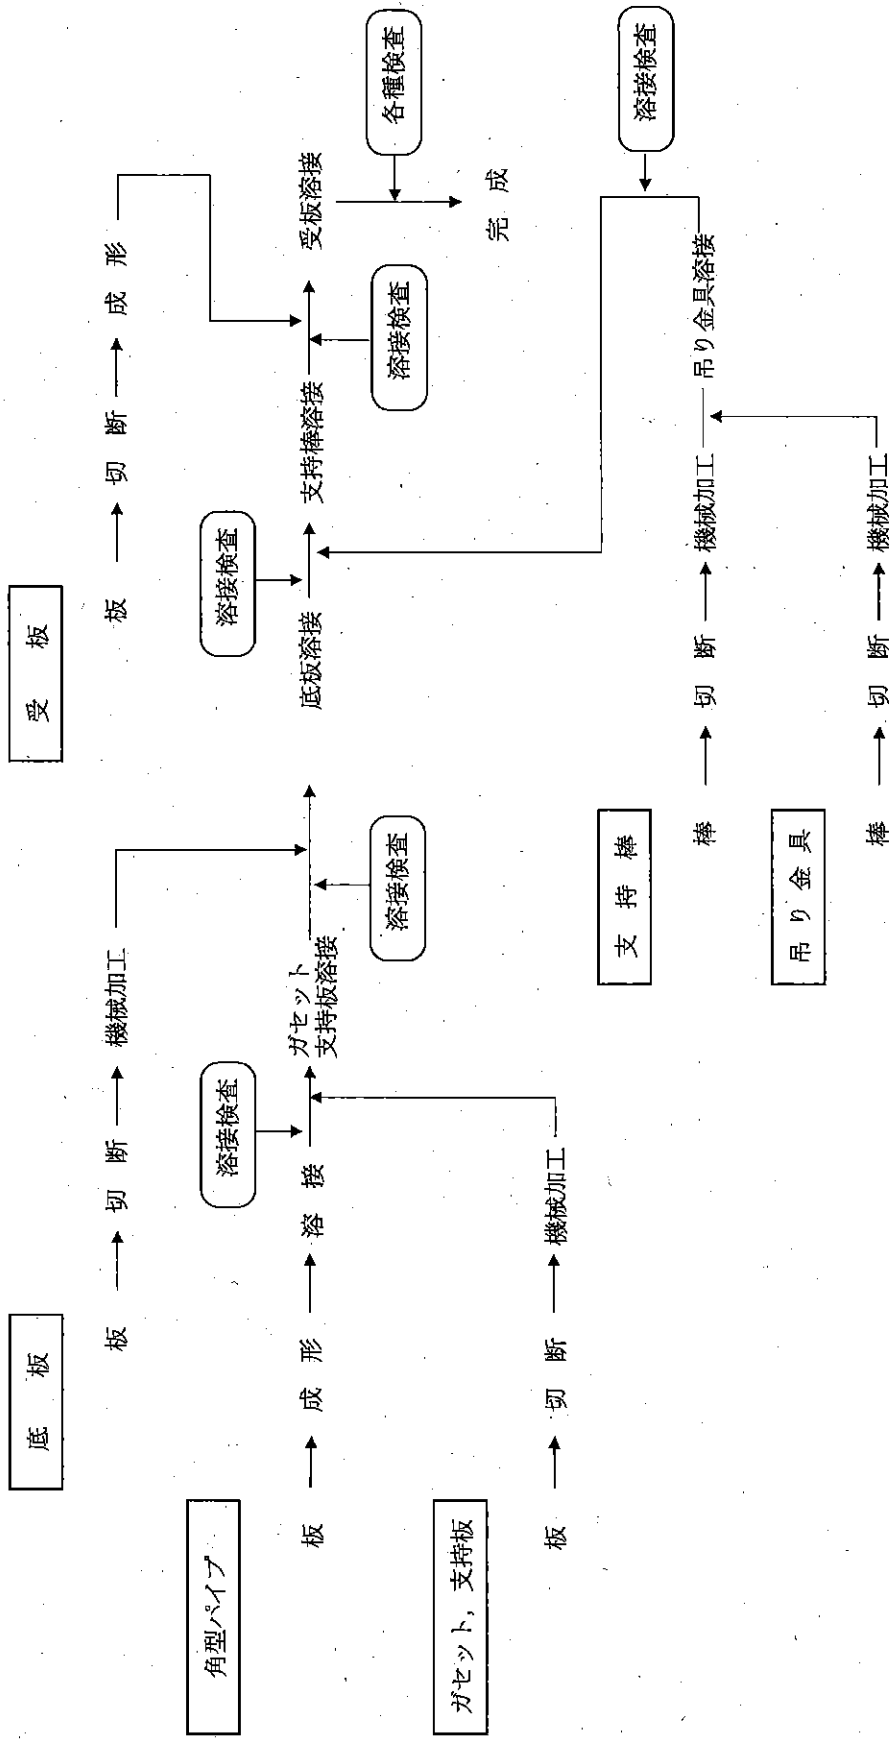 底板
板
切断
機械加工
受板
板
切断
成形
角型パイプ
板
成形
溶接
溶接検査
ガセット
支持板溶接
溶接検査
底板溶接
溶接検査
支持棒溶接
溶接検査
受板溶接
各種検査
完成
ガセット，支持板
板
切断
機械加工
支持棒
棒
切断
機械加工
吊り金具溶接
溶接検査
吊り金具
棒
切断
機械加工